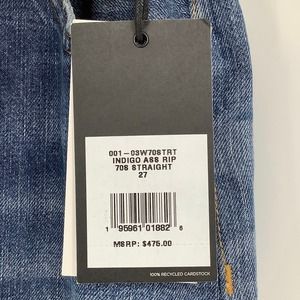 001-03W70STRT
INDIGO ASS RIP
70S STRAIGHT
27
1 95961 01882 6
MSRP: $475.00
100% RECYCLED CARDSTOCK